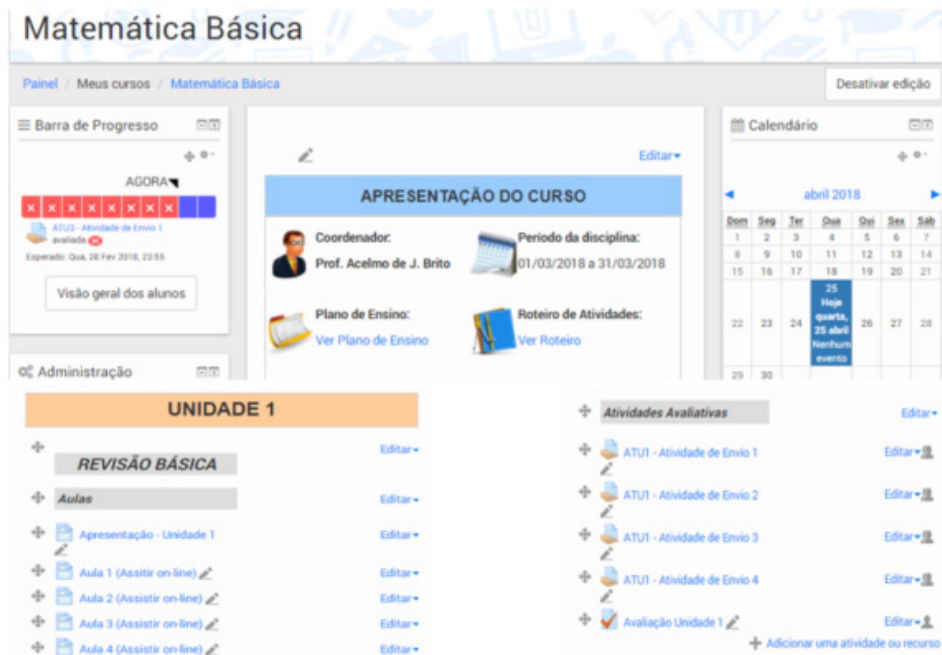 Matemática Básica
Painel / Meus cursos / Matemática Básica
Desativar edição
Barra de Progresso
AGORA
ATU3 - Atividade de Envio 1
avaliada
Esperado: Qua, 28 Fev 2018, 23:55
Visão geral dos alunos
Administração
Editar
APRESENTAÇÃO DO CURSO
Coordenador:
Prof. Acelmo de J. Brito
Período da disciplina:
01/03/2018 a 31/03/2018
Plano de Ensino:
Ver Plano de Ensino
Roteiro de Atividades:
Ver Roteiro
Calendário
abril 2018
Dom Seg Ter Qua Qui Sex Sáb
1 2 3 4 5 6 7
8 9 10 11 12 13 14
15 16 17 18 19 20 21
22 23 24 25 Hoje quarta, 25 abril Nenhum evento 26 27 28
29 30
UNIDADE 1
Editar
REVISÃO BÁSICA
Aulas Editar
Apresentação - Unidade 1 Editar
Aula 1 (Assitir on-line) Editar
Aula 2 (Assistir on-line) Editar
Aula 3 (Assistir on-line) Editar
Aula 4 (Assistir on-line) Editar
Atividades Avaliativas Editar
ATU1 - Atividade de Envio 1 Editar
ATU1 - Atividade de Envio 2 Editar
ATU1 - Atividade de Envio 3 Editar
ATU1 - Atividade de Envio 4 Editar
Avaliação Unidade 1 Editar
Adicionar uma atividade ou recurso